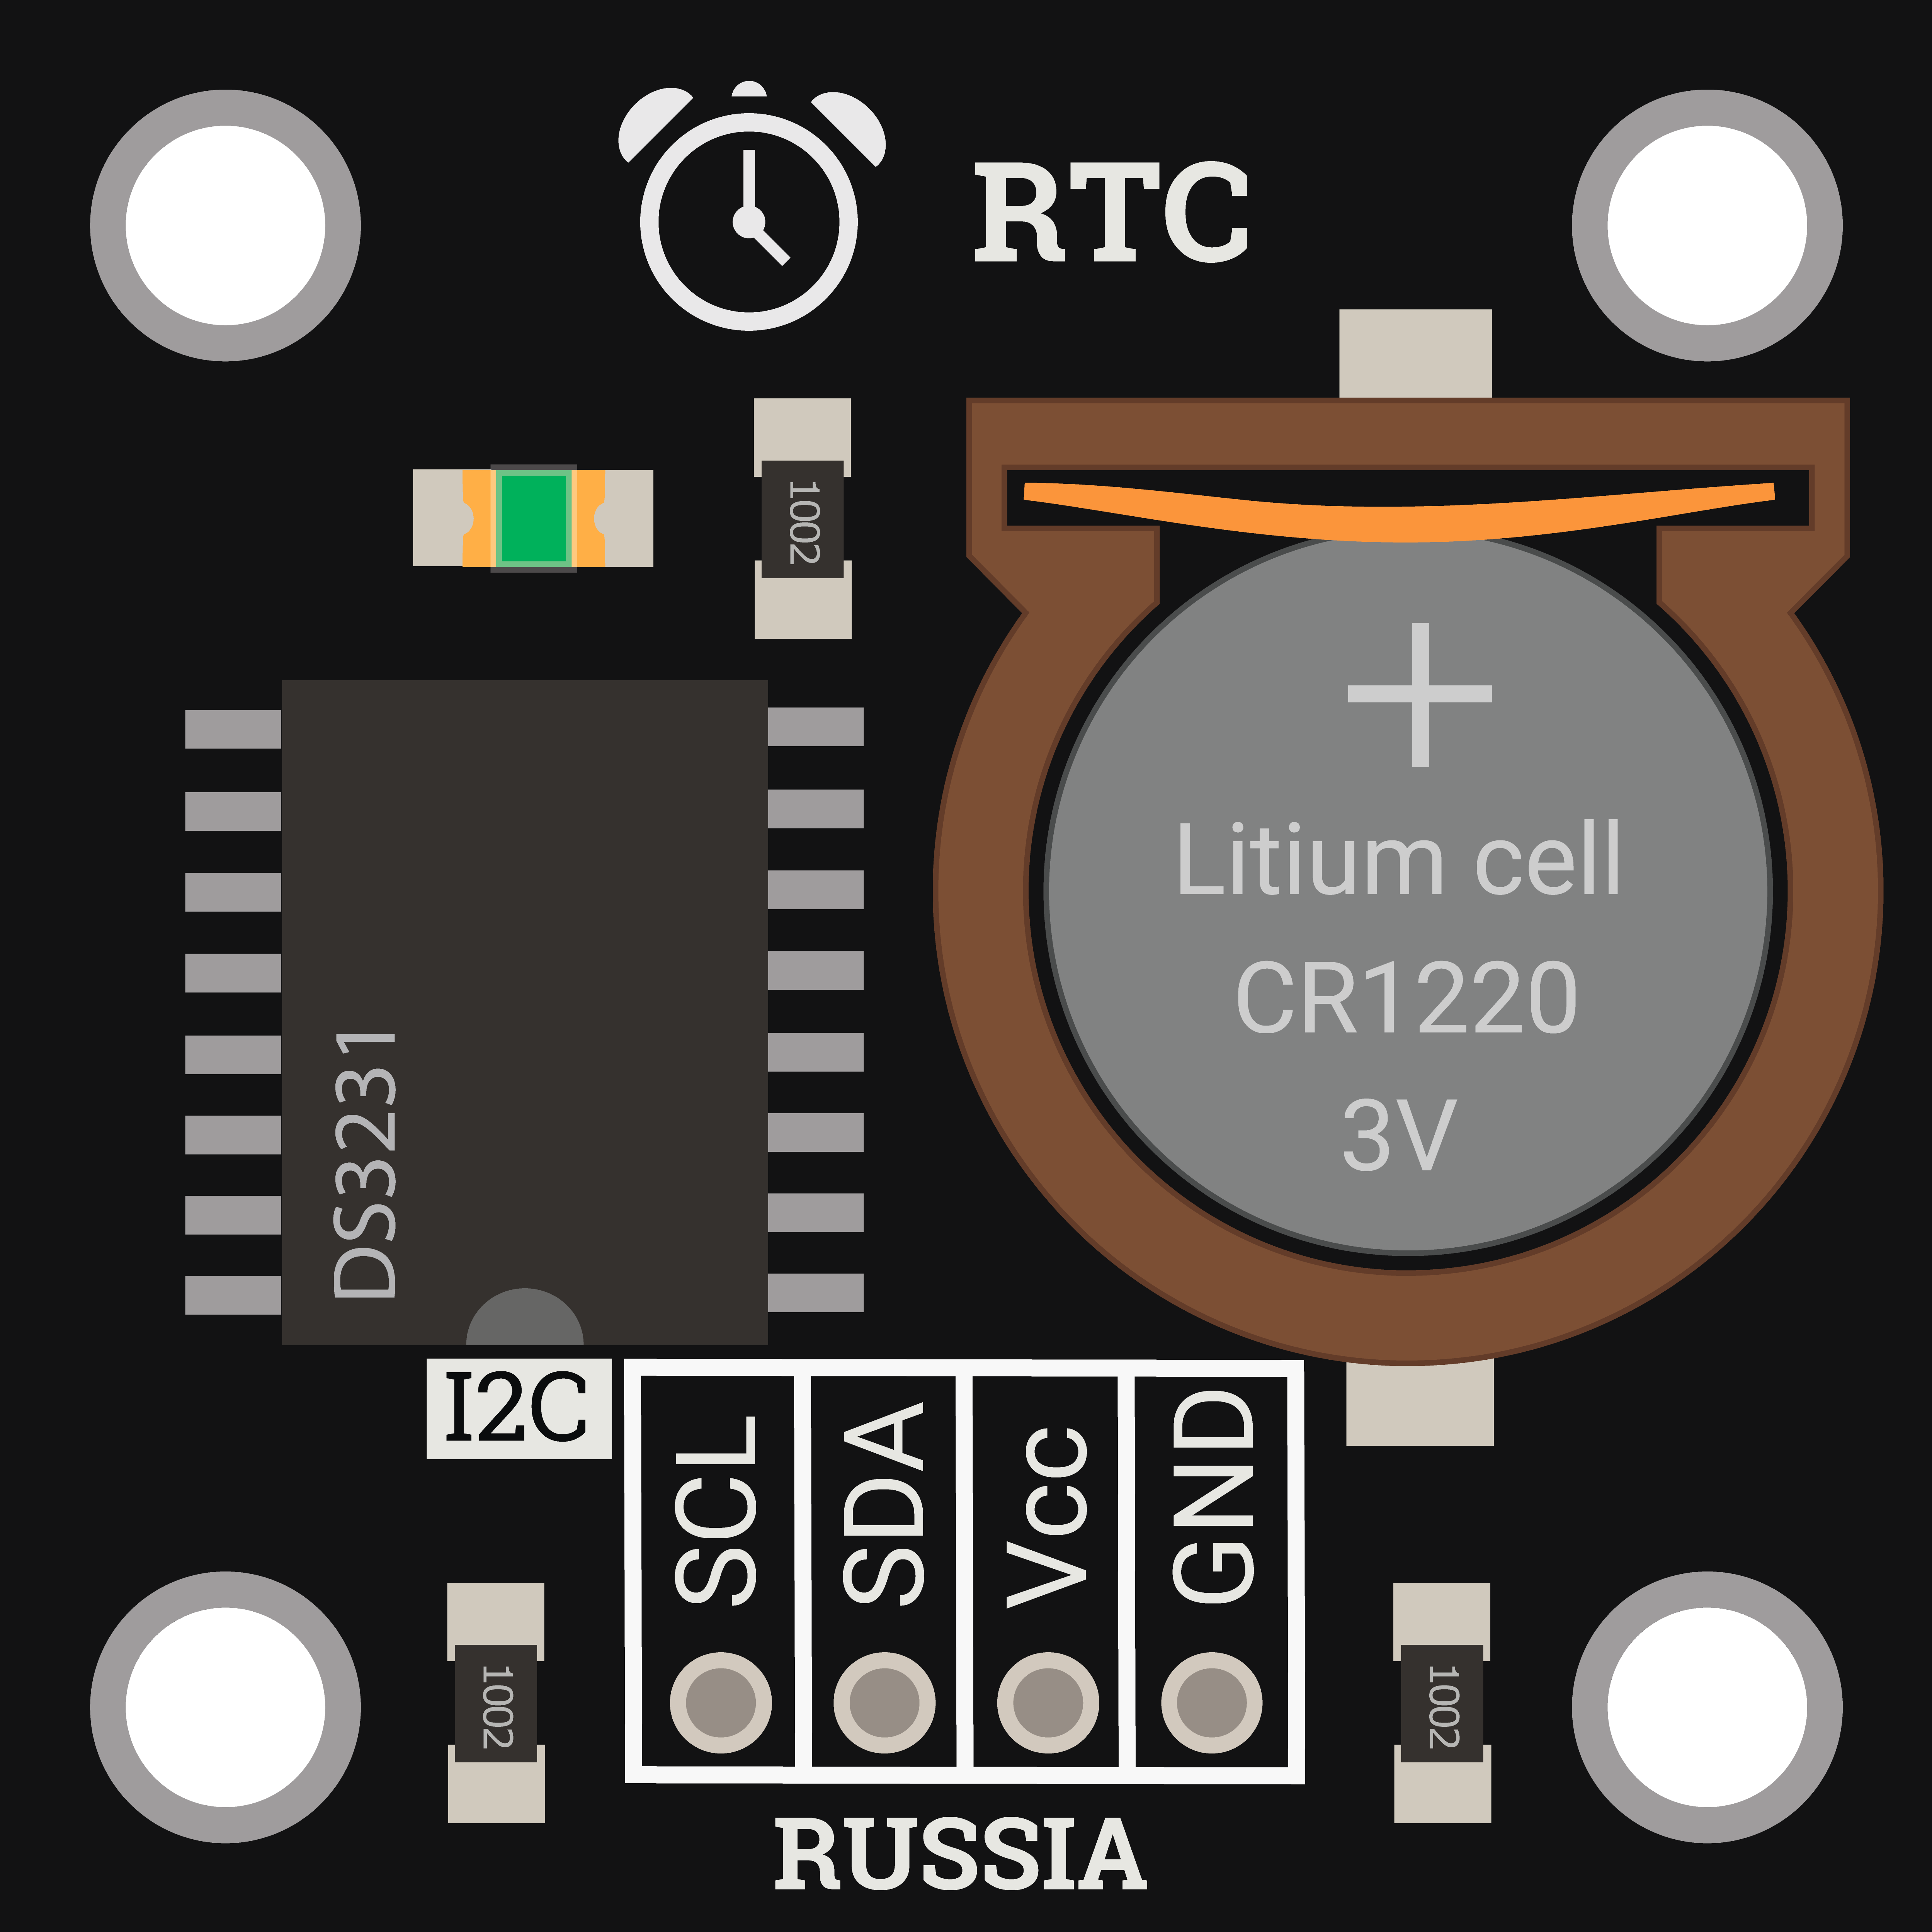 RTC
1002
Litium cell
CR1220
3V
DS3231
I2C
SCL
SDA
Vcc
GND
1002
1002
RUSSIA